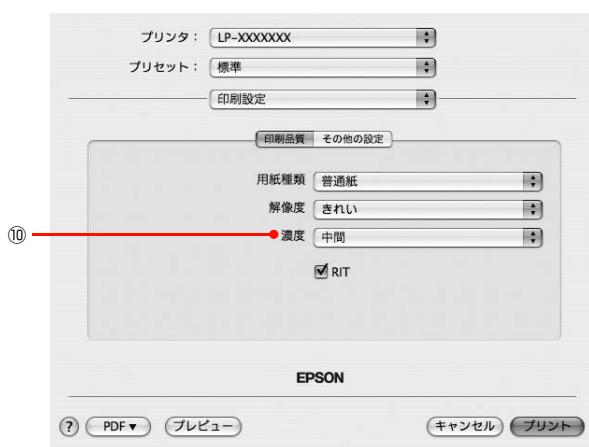 プリンタ： LP-XXXXXXX
プリセット： 標準
印刷設定
印刷品質 その他の設定
用紙種類 普通紙
解像度 きれい
⑩ 濃度 中間
RIT
EPSON
? PDF▼ プレビュー キャンセル プリント